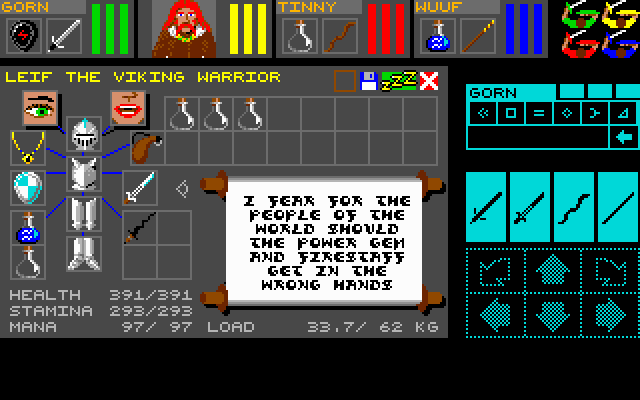 GORN
TINNY
WUUF
LEIF THE VIKING WARRIOR
zZZ
GORN
I FEAR FOR THE
PEOPLE OF THE
WORLD SHOULD
THE POWER GEM
AND FIRESTAFF
GET IN THE
WRONG HANDS
HEALTH 391/391
STAMINA 293/293
MANA 97/ 97 LOAD 33.7/ 62 KG